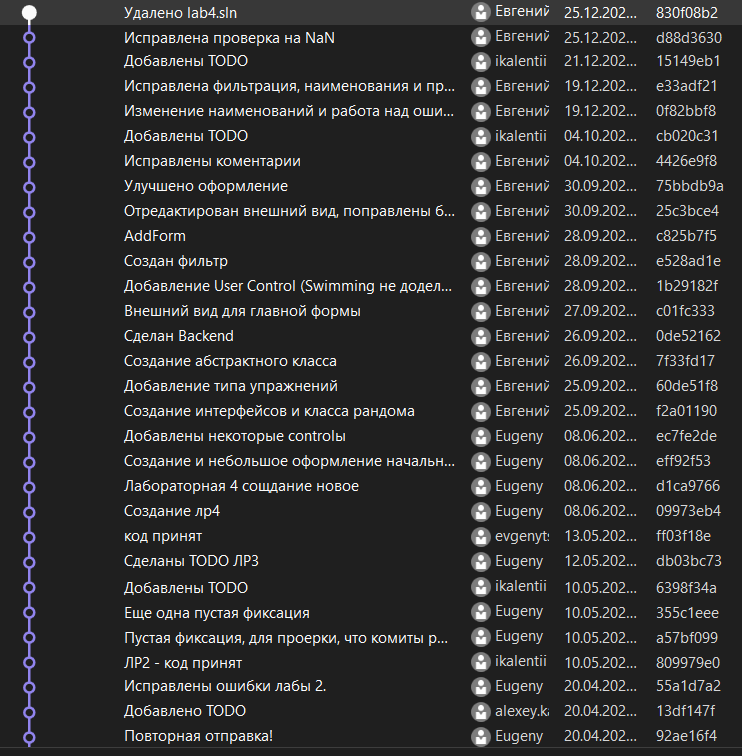 Удалено lab4.sln Евгений 25.12.202... 830f08b2
Исправлена проверка на NaN Евгений 25.12.202... d88d3630
Добавлены TODO ikalentii 21.12.202... 15149eb1
Исправлена фильтрация, наименования и пр... Евгений 19.12.202... e33adf21
Изменение наименований и работа над оши... Евгений 19.12.202... 0f82bbf8
Добавлены TODO ikalentii 04.10.202... cb020c31
Исправлены коментарии Евгений 04.10.202... 4426e9f8
Улучшено оформление Евгений 30.09.202... 75bbdb9a
Отредактирован внешний вид, поправлены б... Евгений 30.09.202... 25c3bce4
AddForm Евгений 28.09.202... c825b7f5
Создан фильтр Евгений 28.09.202... e528ad1e
Добавление User Control (Swimming не додел... Евгений 28.09.202... 1b29182f
Внешний вид для главной формы Евгений 27.09.202... c01fc333
Сделан Backend Евгений 26.09.202... 0de52162
Создание абстрактного класса Евгений 26.09.202... 7f33fd17
Добавление типа упражнений Евгений 25.09.202... 60de51f8
Создание интерфейсов и класса рандома Евгений 25.09.202... f2a01190
Добавлены некоторые controlы Eugeny 08.06.202... ec7fe2de
Создание и небольшое оформление начальн... Eugeny 08.06.202... eff92f53
Лабораторная 4 сощдание новое Eugeny 08.06.202... d1ca9766
Создание лр4 Eugeny 08.06.202... 09973eb4
код принят evgenyts 13.05.202... ff03f18e
Сделаны TODO ЛР3 Eugeny 12.05.202... db03bc73
Добавлены TODO ikalentii 10.05.202... 6398f34a
Еще одна пустая фиксация Eugeny 10.05.202... 355c1eee
Пустая фиксация, для проерки, что комиты р... Eugeny 10.05.202... a57bf099
ЛР2 - код принят ikalentii 10.05.202... 809979e0
Исправлены ошибки лабы 2. Eugeny 20.04.202... 55a1d7a2
Добавлено TODO alexey.ka 20.04.202... 13df147f
Повторная отправка! Eugeny 20.04.202... 92ae16f4